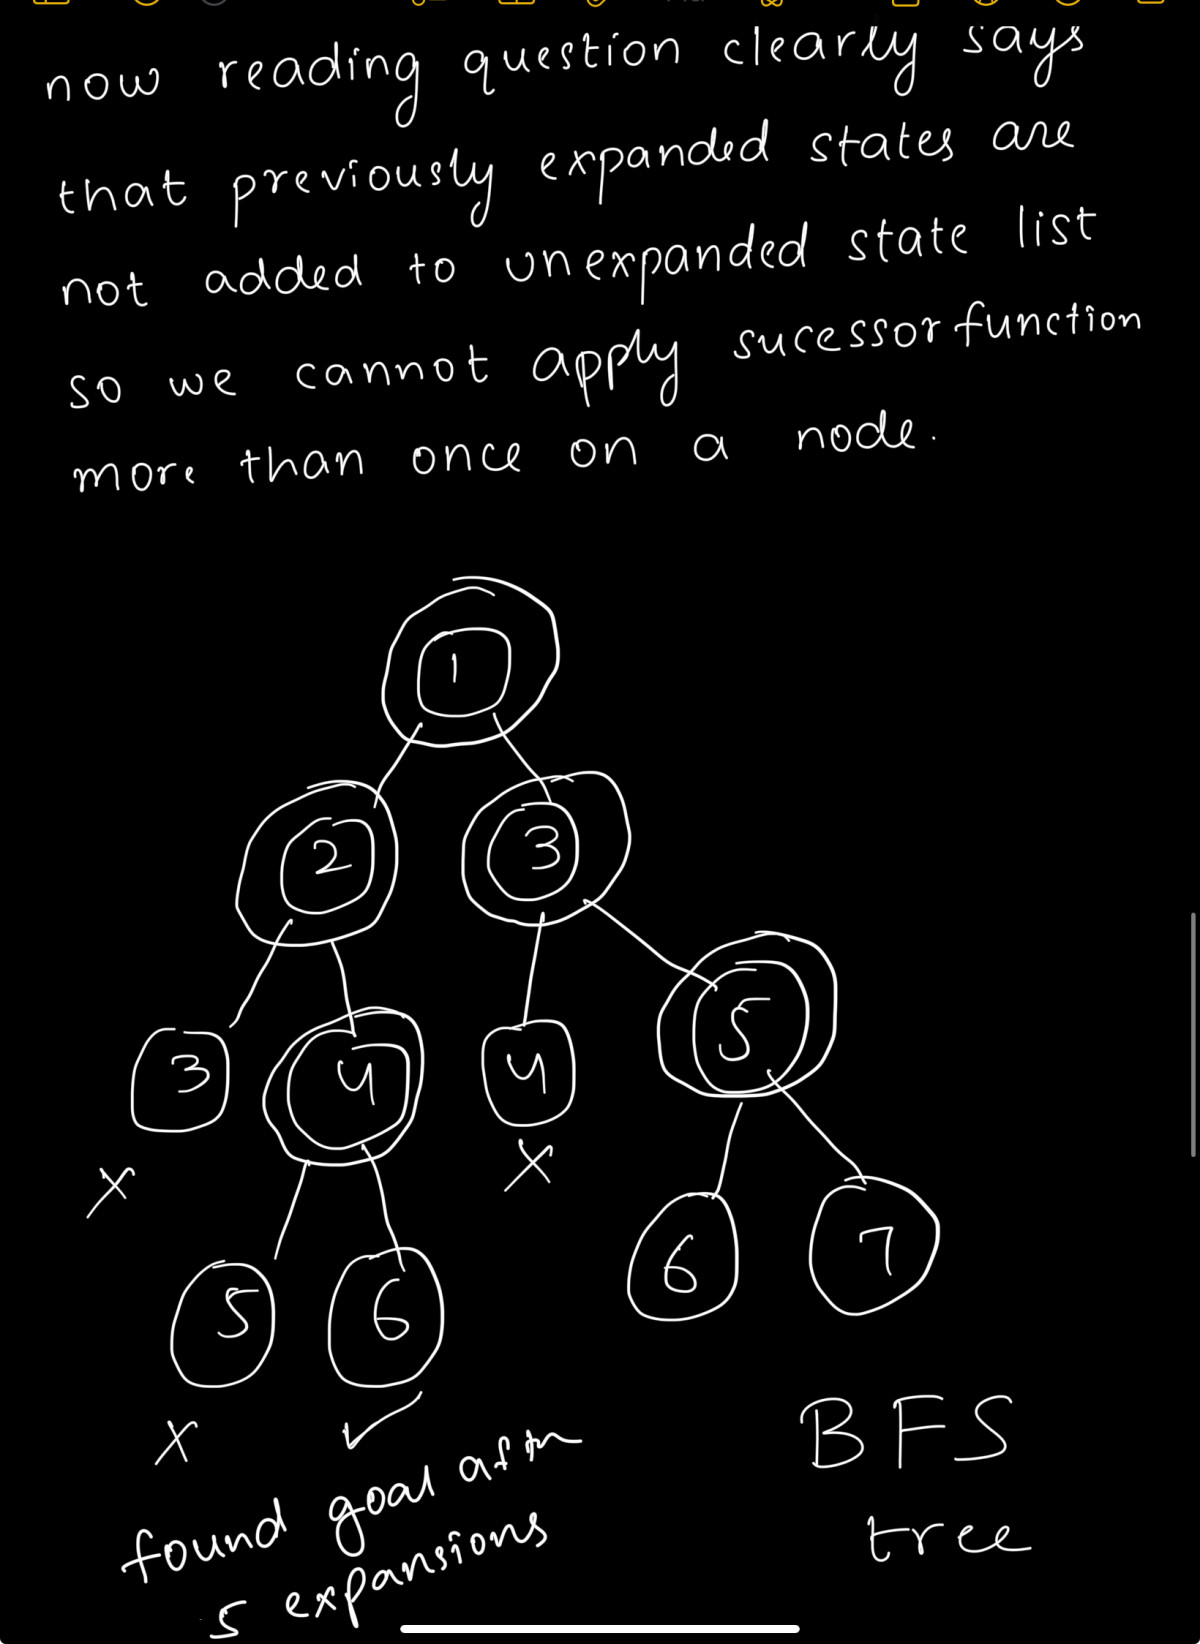 now reading question clearly says
that previously expanded states are
not added to unexpanded state list
so we cannot apply sucessor function
more than once on a node.
1
2 3
5
3 4 4
x x
6 7
5 6
x ✓
found goal after
5 expansions
BFS
tree